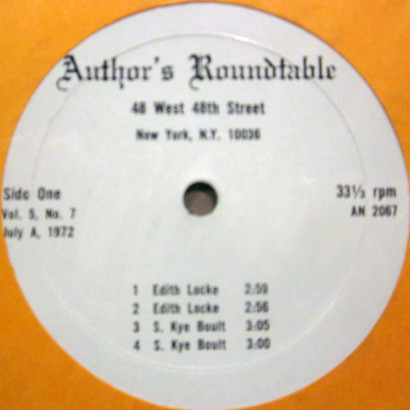 Author's Roundtable
48 West 48th Street
New York, N.Y. 10036
Side One
Vol. 5, No. 7
July A, 1972
33⅓ rpm
AN 2067
1 Edith Locke 2:59
2 Edith Locke 2:56
3 S. Kye Boult 3:05
4 S. Kye Boult 3:00